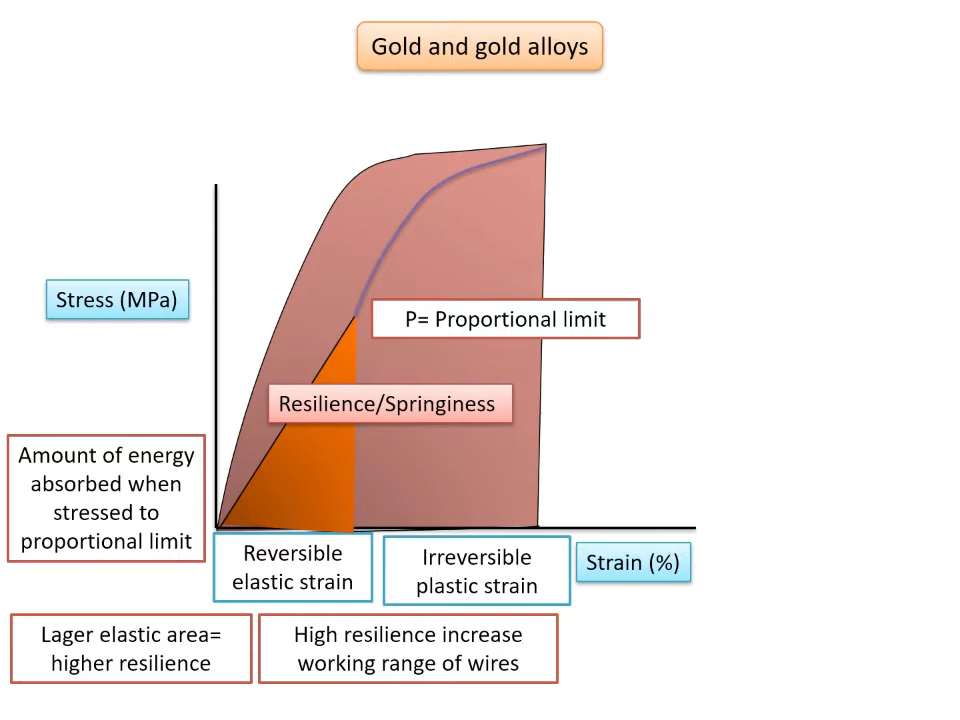 Gold and gold alloys
Stress (MPa)
P= Proportional limit
Resilience/Springiness
Amount of energy
absorbed when
stressed to
proportional limit
Reversible
elastic strain
Irreversible
plastic strain
Strain (%)
Lager elastic area=
higher resilience
High resilience increase
working range of wires